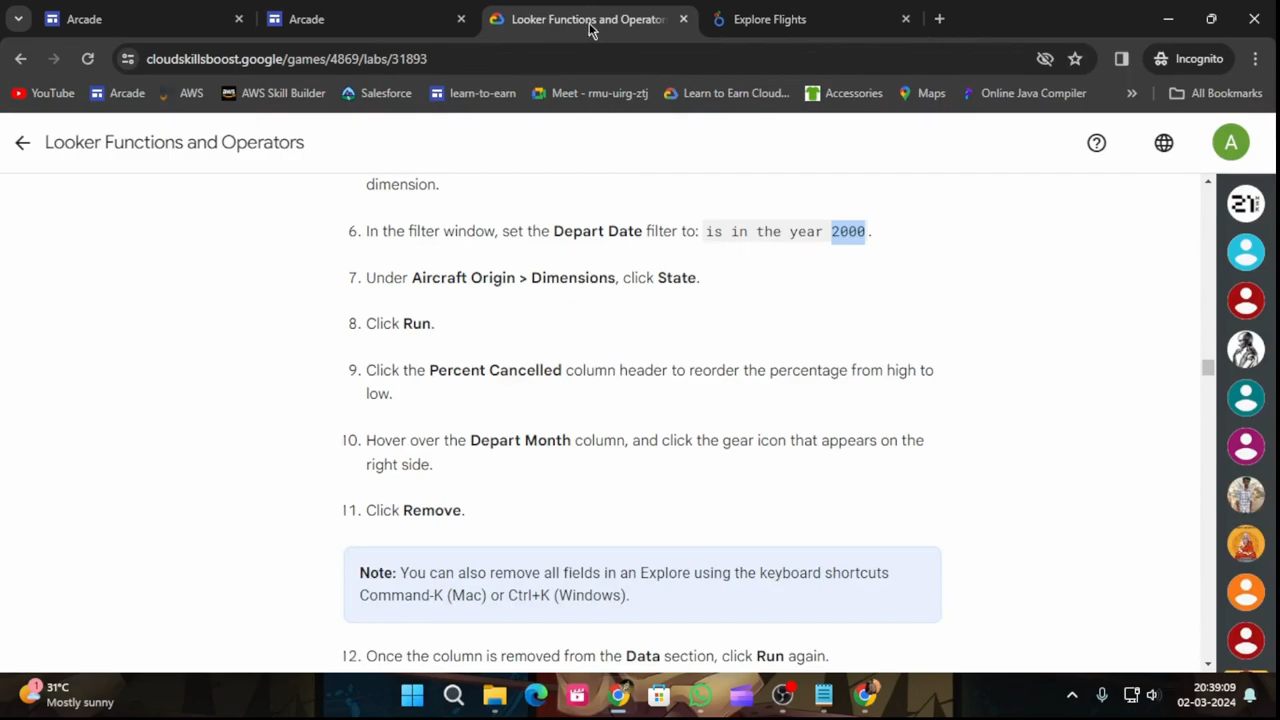 Arcade
Arcade
Looker Functions and Operator
Explore Flights
cloudskillsboost.google/games/4869/labs/31893
Incognito
YouTube
Arcade
AWS
AWS Skill Builder
Salesforce
learn-to-earn
Meet - rmu-uirg-ztj
Learn to Earn Cloud...
Accessories
Maps
Online Java Compiler
All Bookmarks
Looker Functions and Operators
A
dimension.
6. In the filter window, set the Depart Date filter to: is in the year 2000.
7. Under Aircraft Origin > Dimensions, click State.
8. Click Run.
9. Click the Percent Cancelled column header to reorder the percentage from high to
low.
10. Hover over the Depart Month column, and click the gear icon that appears on the
right side.
11. Click Remove.
Note: You can also remove all fields in an Explore using the keyboard shortcuts
Command-K (Mac) or Ctrl+K (Windows).
12. Once the column is removed from the Data section, click Run again.
1
31°C
Mostly sunny
20:39:09
02-03-2024